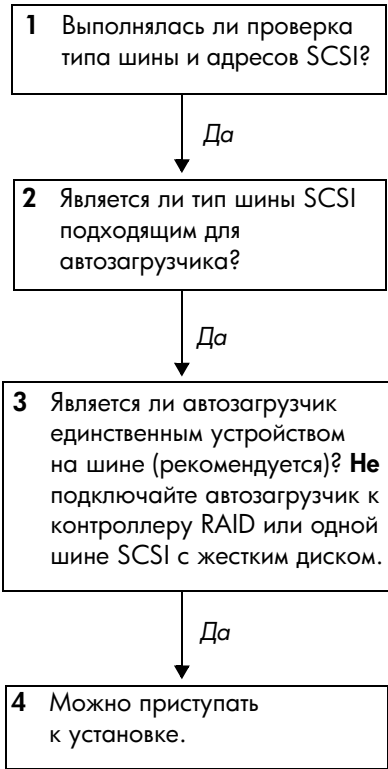 1 Выполнялась ли проверка
типа шины и адресов SCSI?
Да
2 Является ли тип шины SCSI
подходящим для
автозагрузчика?
Да
3 Является ли автозагрузчик
единственным устройством
на шине (рекомендуется)? Не
подключайте автозагрузчик к
контроллеру RAID или одной
шине SCSI с жестким диском.
Да
4 Можно приступать
к установке.